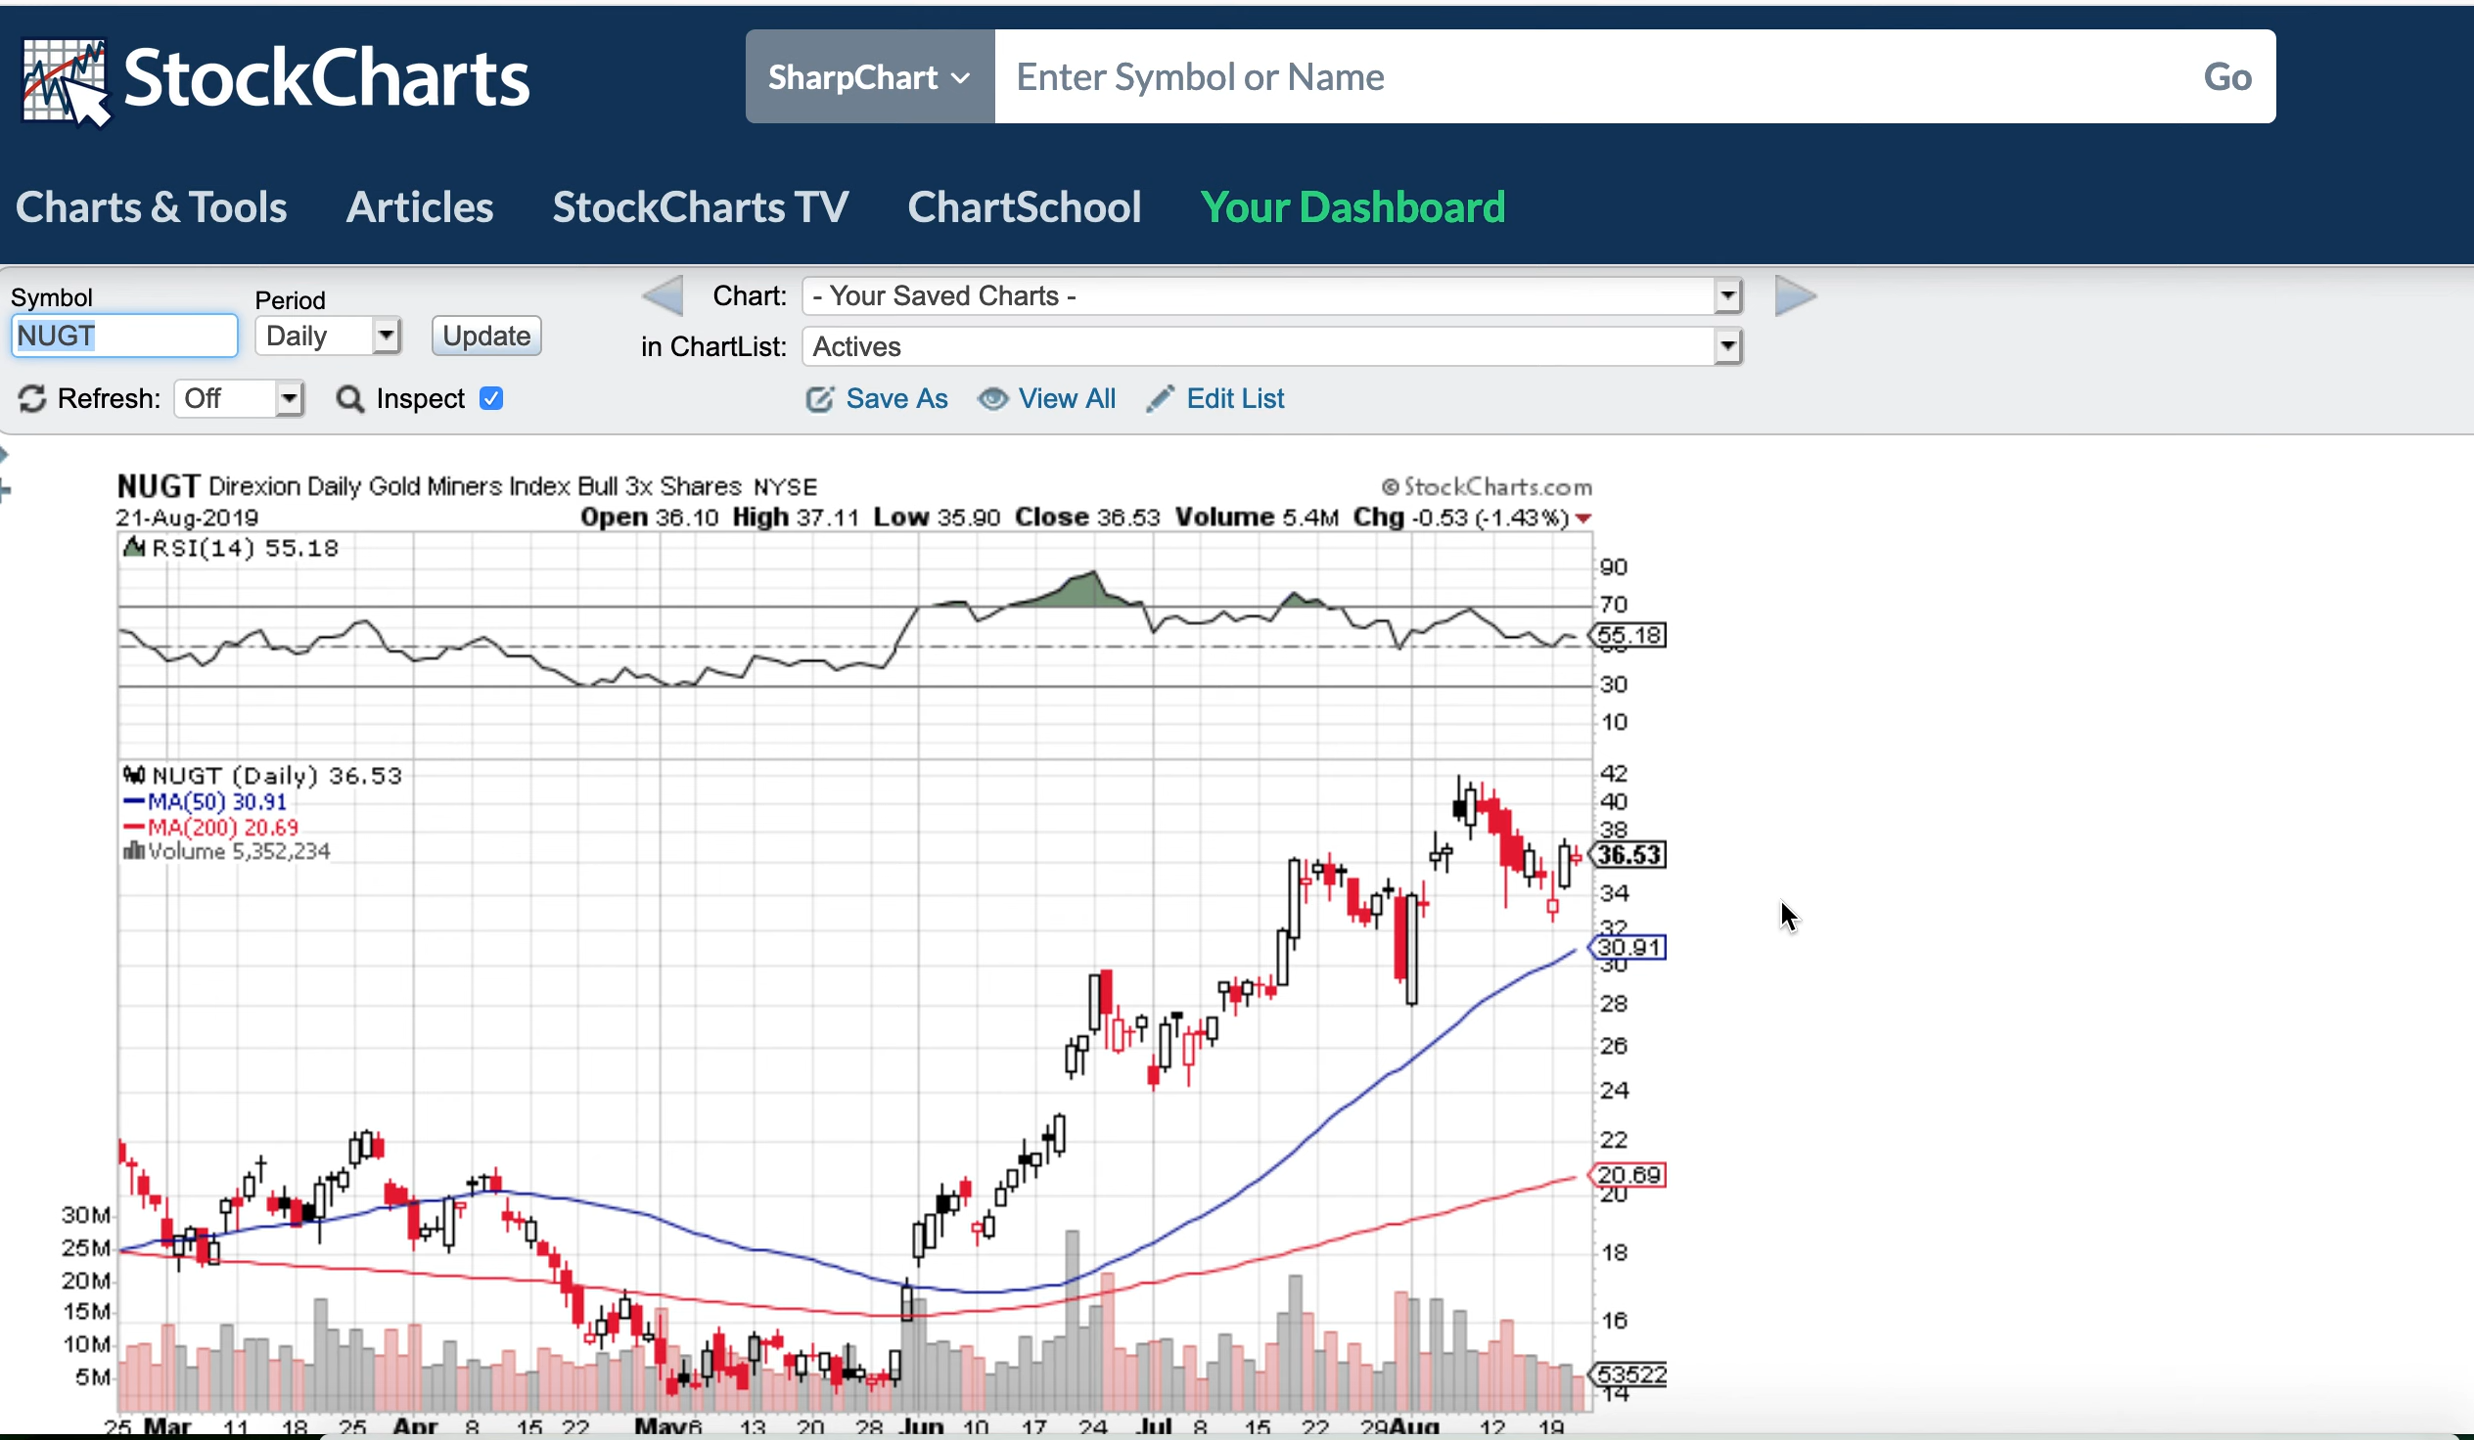 StockCharts
SharpChart Enter Symbol or Name Go
Charts & Tools Articles StockCharts TV ChartSchool Your Dashboard
Symbol Period Chart: - Your Saved Charts -
NUGT Daily Update in ChartList: Actives
Refresh: Off Inspect Save As View All Edit List
NUGT Direxion Daily Gold Miners Index Bull 3x Shares NYSE © StockCharts.com
21-Aug-2019 Open 36.10 High 37.11 Low 35.90 Close 36.53 Volume 5.4M Chg -0.53 (-1.43%)
RSI(14) 55.18
90
70
55.18
30
10
NUGT (Daily) 36.53
MA(50) 30.91
MA(200) 20.69
Volume 5,352,234
42
40
38
36.53
34
32
30.91
30
28
26
24
22
20.69
20
18
16
53522
14
30M
25M
20M
15M
10M
5M
25 Mar 11 18 25 Apr 8 15 22 May 6 13 20 28 Jun 10 17 24 Jul 8 15 22 29 Aug 12 19